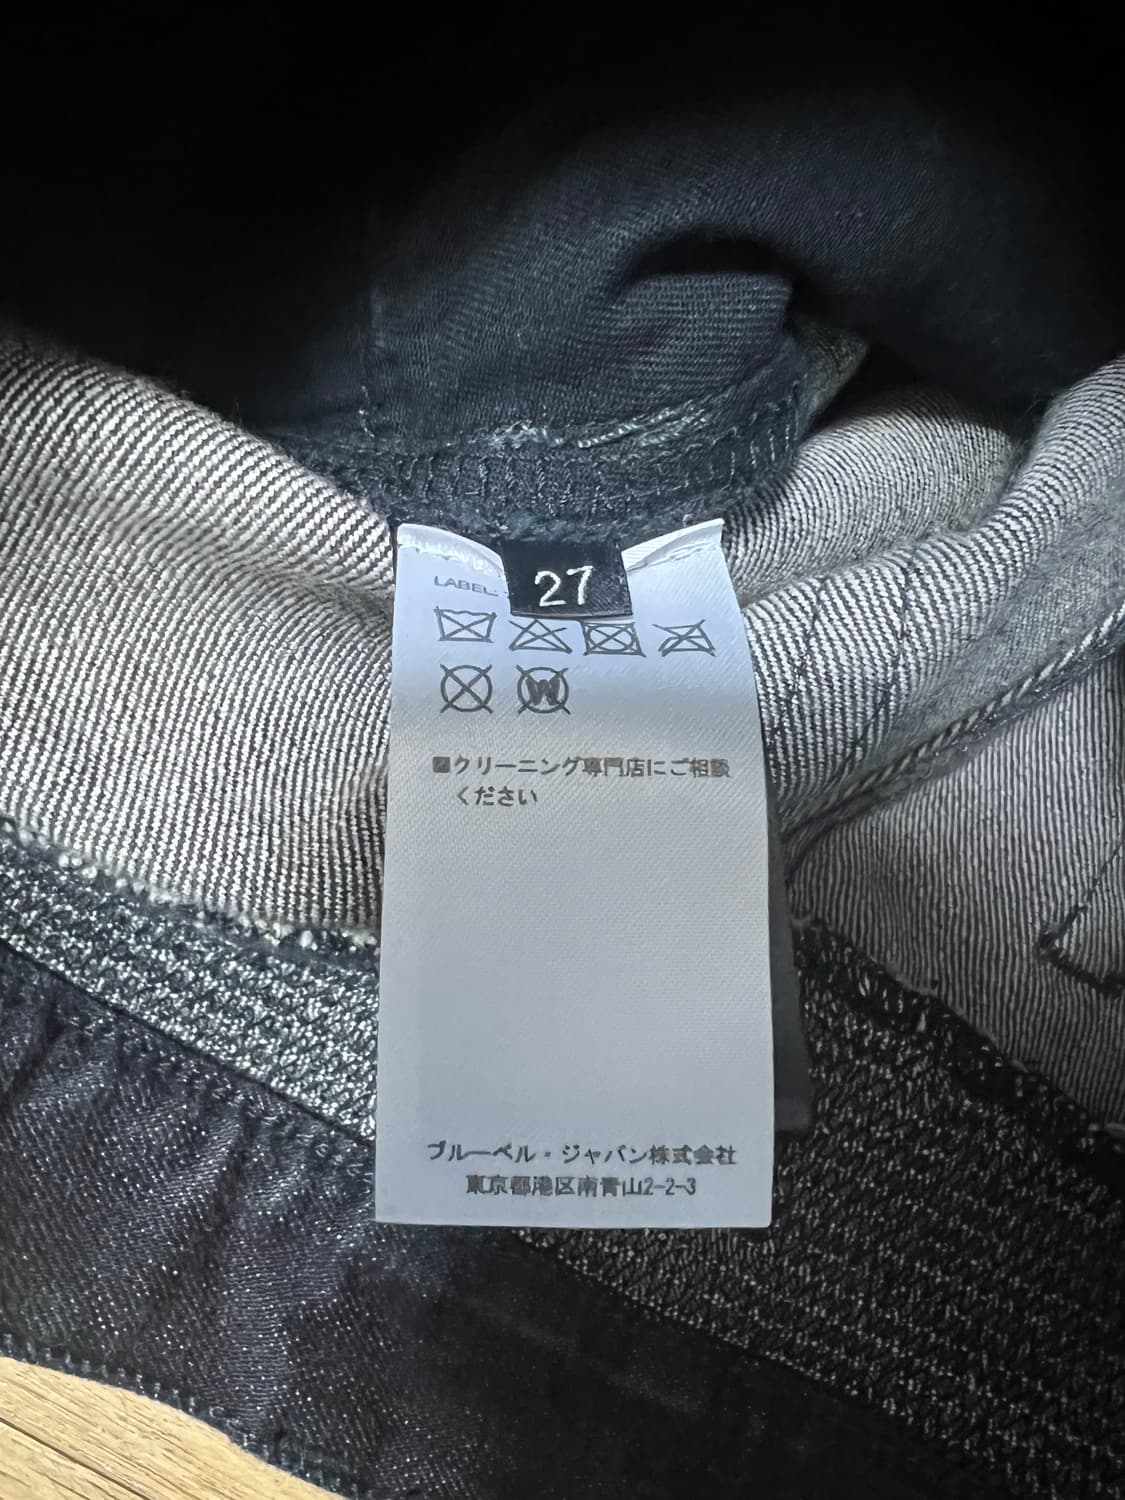 27
LABEL:
W
クリーニング専門店にご相談
ください
ブルーベル・ジャパン株式会社
東京都港区南青山2-2-3